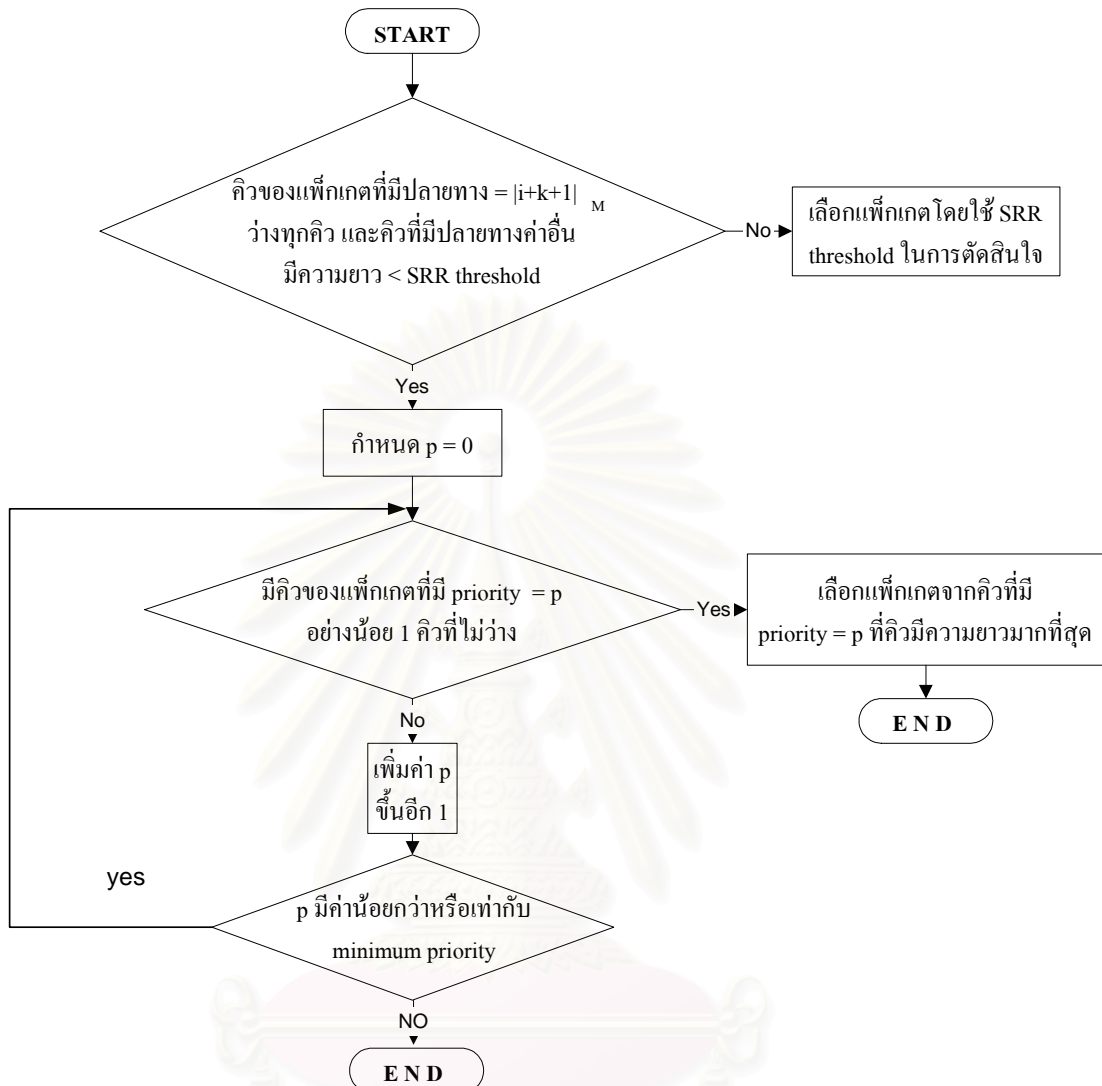 START
คิวของแพ็กเกตที่มีปลายทาง = |i+k+1| M
ว่างทุกคิว และคิวที่มีปลายทางค่าอื่น
มีความยาว < SRR threshold
No
เลือกแพ็กเกตโดยใช้ SRR
threshold ในการตัดสินใจ
Yes
กำหนด p = 0
มีคิวของแพ็กเกตที่มี priority = p
อย่างน้อย 1 คิวที่ไม่ว่าง
Yes
เลือกแพ็กเกตจากคิวที่มี
priority = p ที่คิวมีความยาวมากที่สุด
E N D
No
เพิ่มค่า p
ขึ้นอีก 1
yes
p มีค่าน้อยกว่าหรือเท่ากับ
minimum priority
NO
E N D